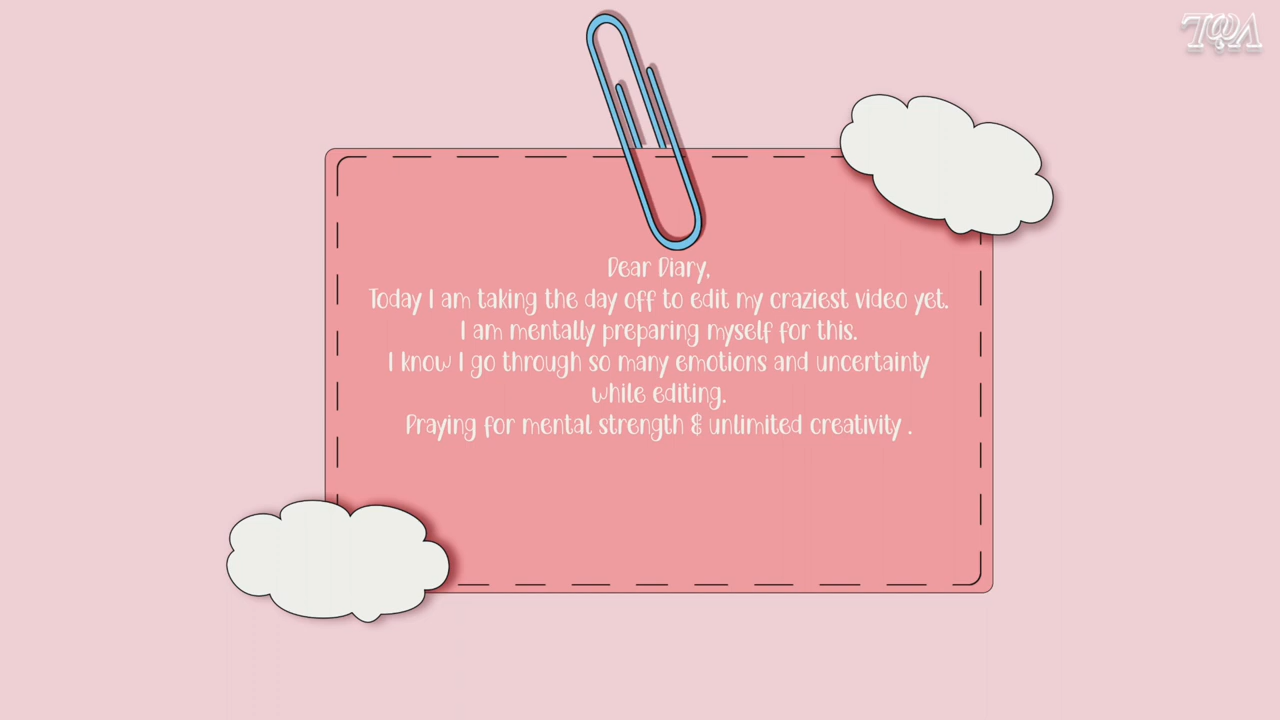 Dear Diary,
Today I am taking the day off to edit my craziest video yet.
I am mentally preparing myself for this.
I know I go through so many emotions and uncertainty
while editing.
Praying for mental strength & unlimited creativity .